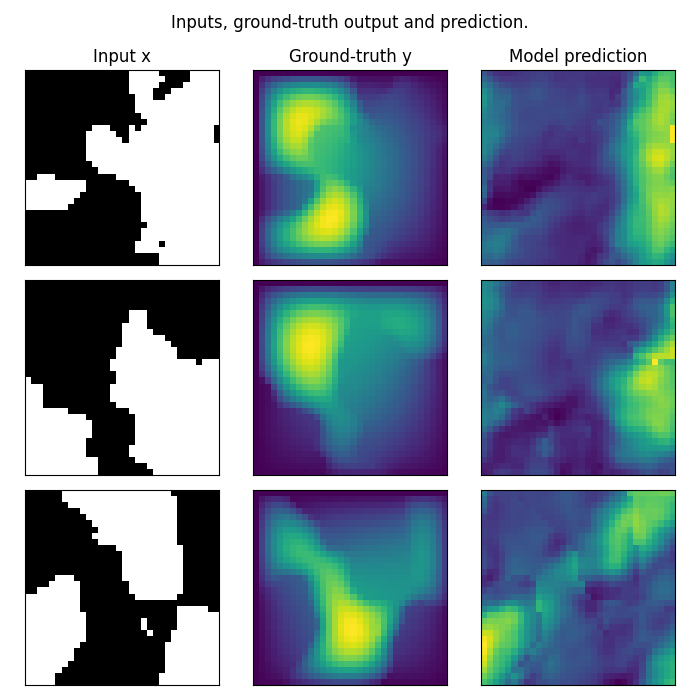 Inputs, ground-truth output and prediction.
Input x
Ground-truth y
Model prediction